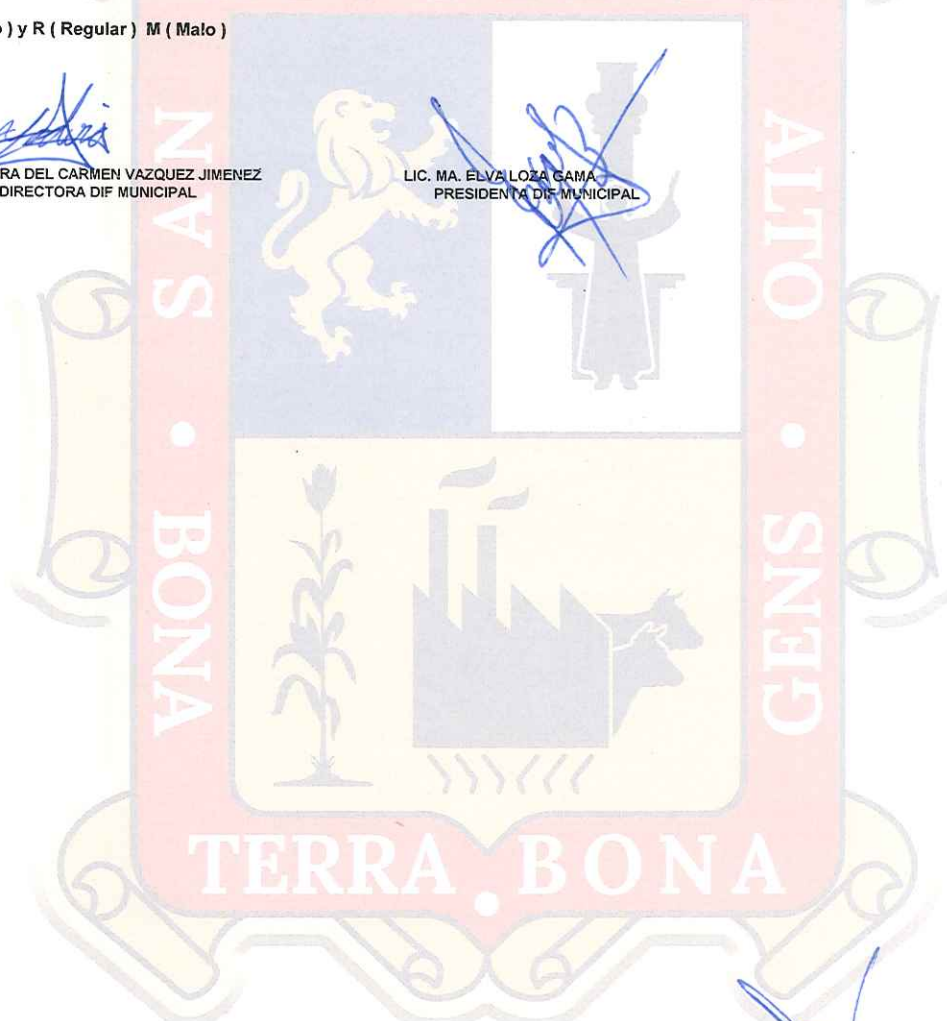 ) y R ( Regular ) M ( Malo )
RA DEL CARMEN VAZQUEZ JIMENEZ
DIRECTORA DIF MUNICIPAL
LIC. MA. ELVA LOZA GAMA
PRESIDENTA DIF MUNICIPAL
SAN
ALTO
BONA
GENS
TERRA BONA